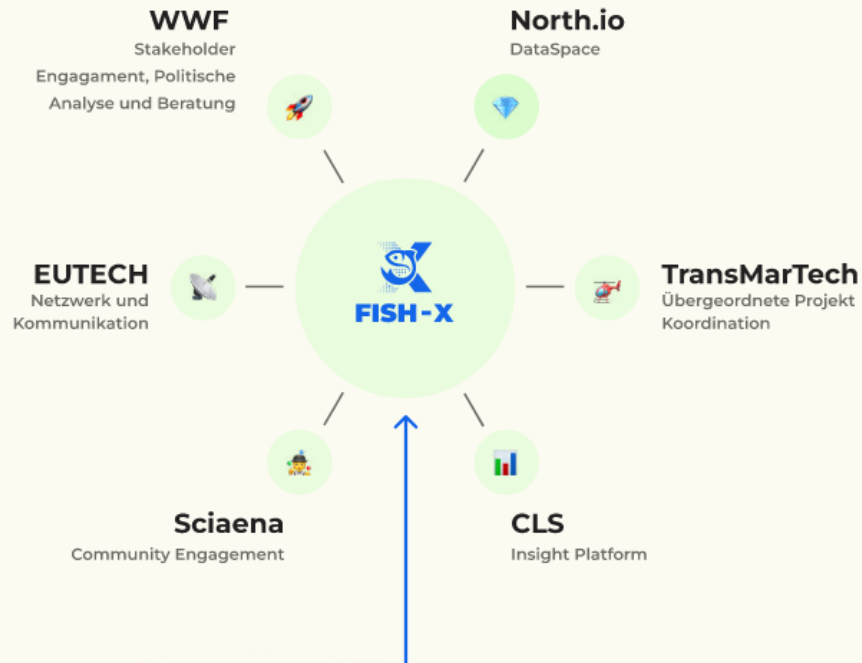 WWF
Stakeholder
Engagament, Politische
Analyse und Beratung
North.io
DataSpace
EUTECH
Netzwerk und
Kommunikation
FISH-X
TransMarTech
Übergeordnete Projekt
Koordination
Sciaena
Community Engagement
CLS
Insight Platform